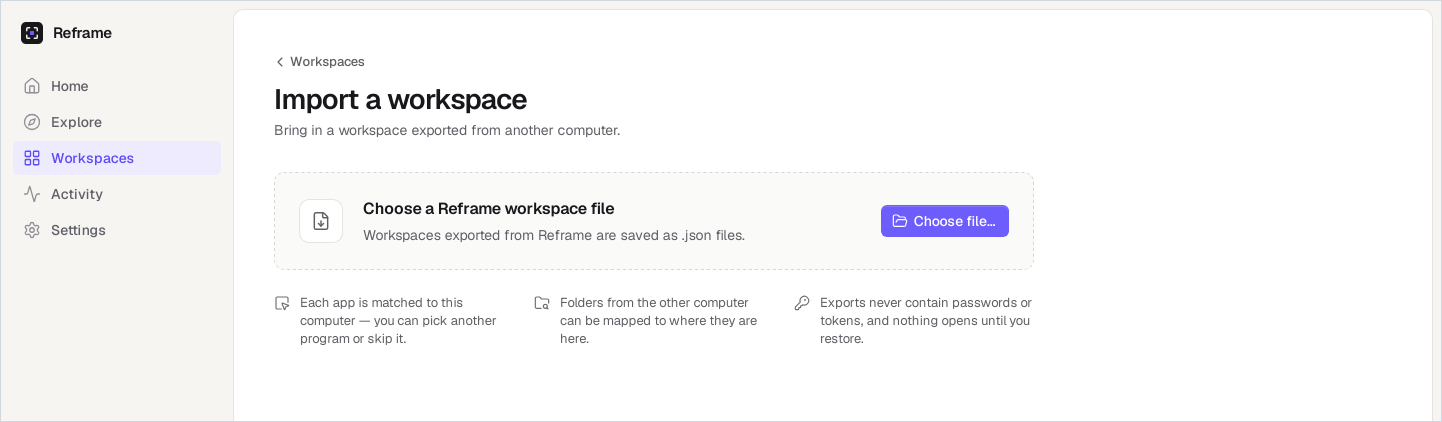 Reframe
Home
Explore
Workspaces
Activity
Settings
Workspaces
Import a workspace
Bring in a workspace exported from another computer.
Choose a Reframe workspace file
Workspaces exported from Reframe are saved as .json files.
Choose file...
Each app is matched to this
computer — you can pick another
program or skip it.
Folders from the other computer
can be mapped to where they are
here.
Exports never contain passwords or
tokens, and nothing opens until you
restore.